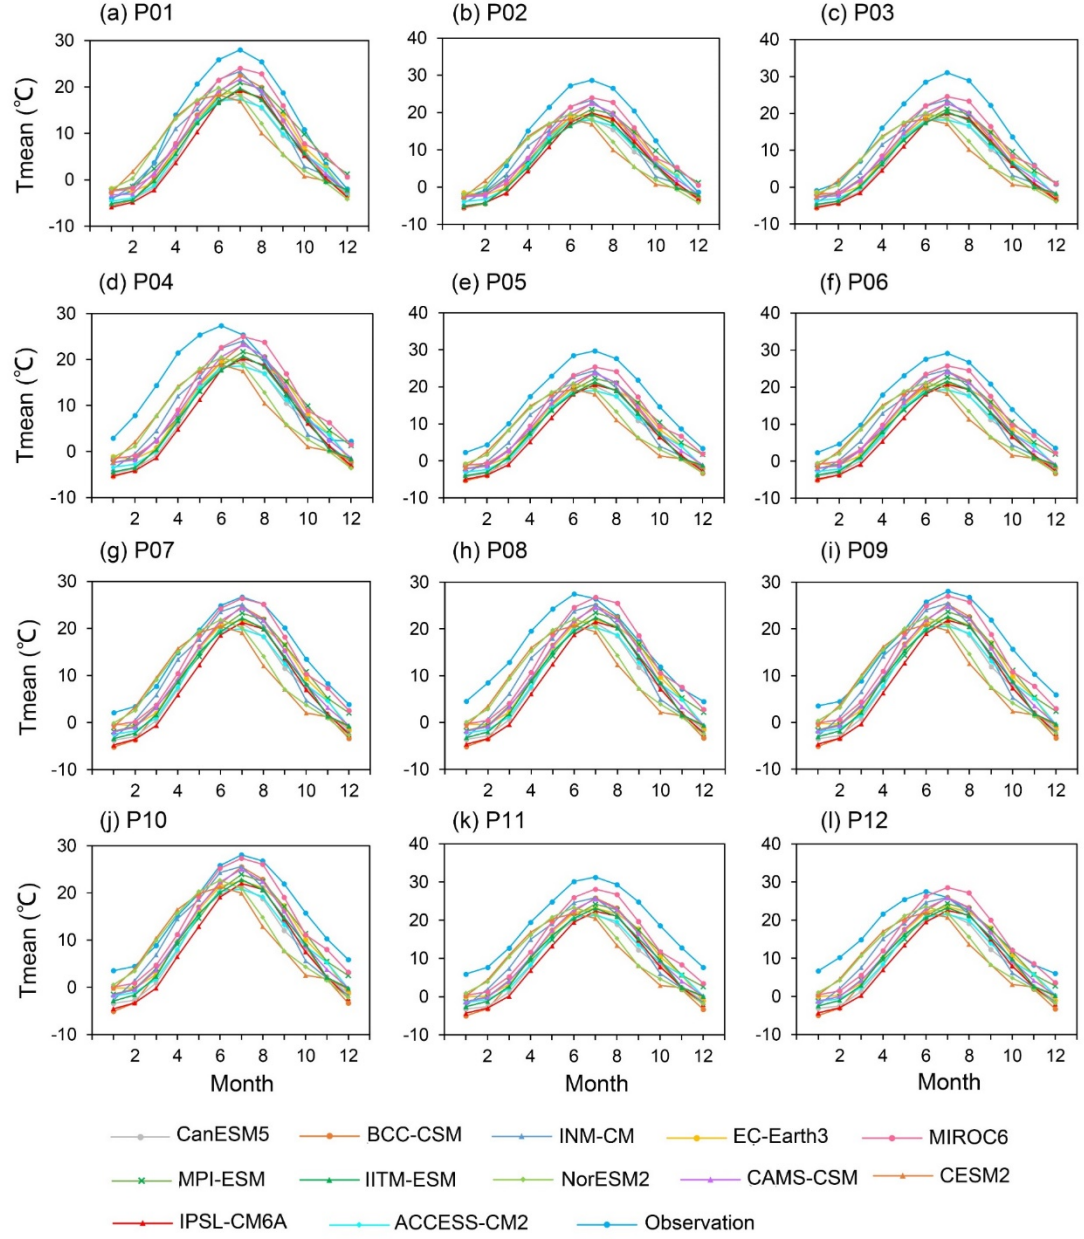 (a) P01 (b) P02 (c) P03
Tmean (℃)
30 20 10 0 -10
40 30 20 10 0 -10
40 30 20 10 0 -10
2 4 6 8 10 12
2 4 6 8 10 12
2 4 6 8 10 12
(d) P04 (e) P05 (f) P06
Tmean (℃)
30 20 10 0 -10
40 30 20 10 0 -10
40 30 20 10 0 -10
2 4 6 8 10 12
2 4 6 8 10 12
2 4 6 8 10 12
(g) P07 (h) P08 (i) P09
Tmean (℃)
30 20 10 0 -10
30 20 10 0 -10
30 20 10 0 -10
2 4 6 8 10 12
2 4 6 8 10 12
2 4 6 8 10 12
(j) P10 (k) P11 (l) P12
Tmean (℃)
30 20 10 0 -10
40 30 20 10 0 -10
40 30 20 10 0 -10
2 4 6 8 10 12
2 4 6 8 10 12
2 4 6 8 10 12
Month Month Month
CanESM5 BCC-CSM INM-CM EC-Earth3 MIROC6
MPI-ESM IITM-ESM NorESM2 CAMS-CSM CESM2
IPSL-CM6A ACCESS-CM2 Observation